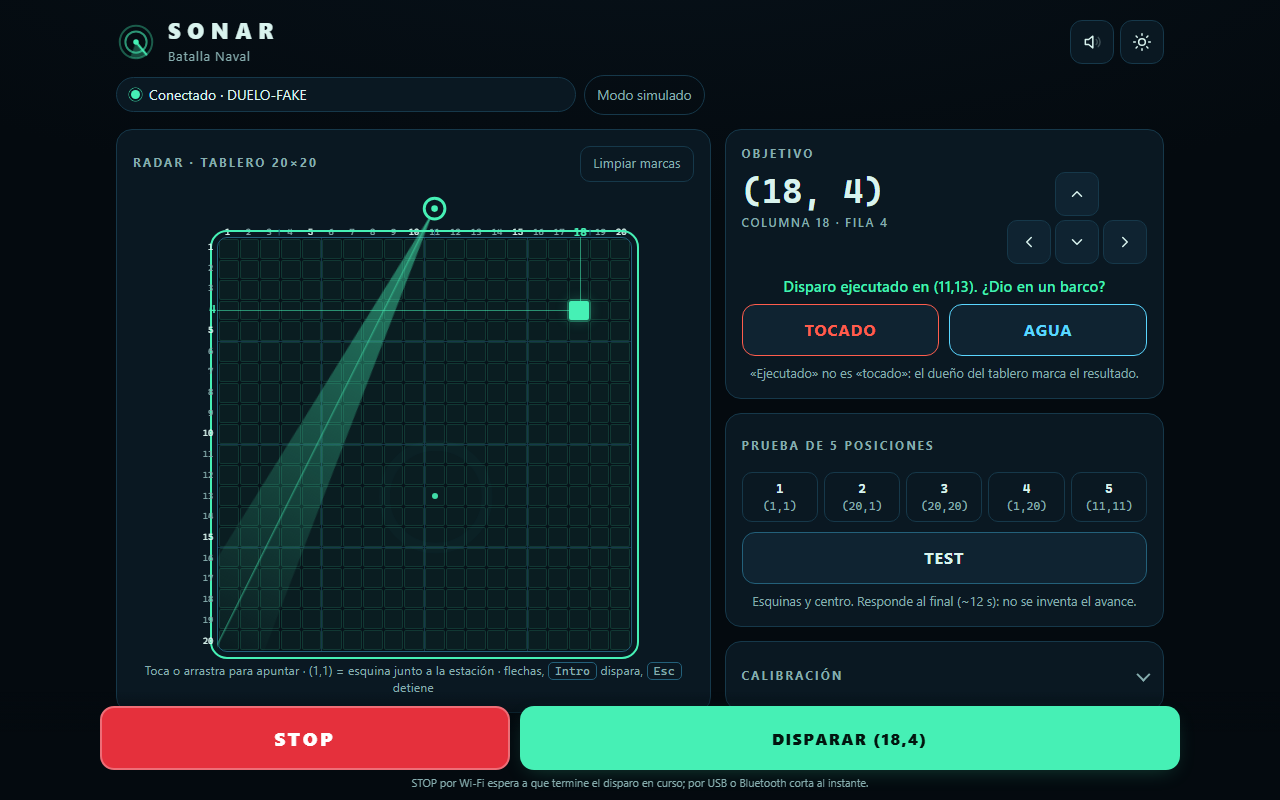 SONAR
Batalla Naval
Conectado · DUELO-FAKE
Modo simulado
RADAR · TABLERO 20×20
Limpiar marcas
1 2 3 4 5 6 7 8 9 10 11 12 13 14 15 16 17 18 19 20
1
2
3
4
5
6
7
8
9
10
11
12
13
14
15
16
17
18
19
20
Toca o arrastra para apuntar · (1,1) = esquina junto a la estación · flechas, Intro dispara, Esc
detiene
OBJETIVO
(18, 4)
COLUMNA 18 · FILA 4
Disparo ejecutado en (11,13). ¿Dio en un barco?
TOCADO AGUA
«Ejecutado» no es «tocado»: el dueño del tablero marca el resultado.
PRUEBA DE 5 POSICIONES
1 2 3 4 5
(1,1) (20,1) (20,20) (1,20) (11,11)
TEST
Esquinas y centro. Responde al final (~12 s): no se inventa el avance.
CALIBRACIÓN
STOP
DISPARAR (18,4)
STOP por Wi-Fi espera a que termine el disparo en curso; por USB o Bluetooth corta al instante.